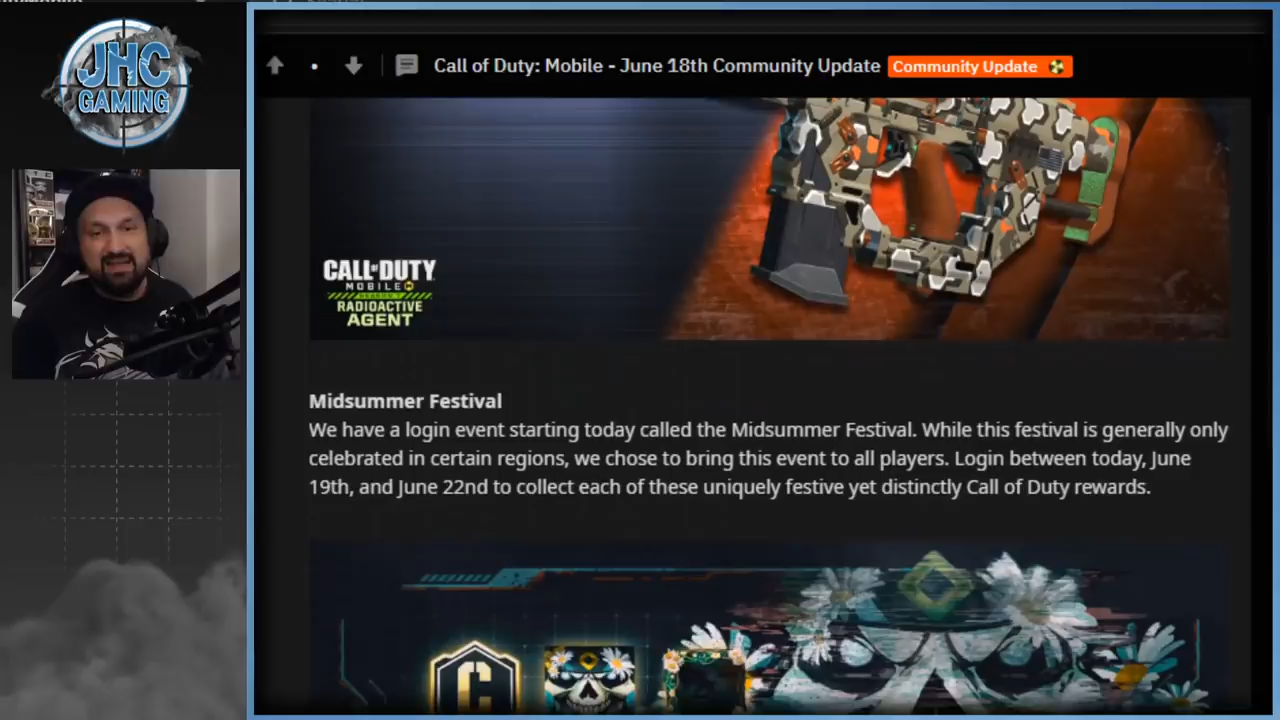 JHC
GAMING
Call of Duty: Mobile - June 18th Community Update Community Update
CALL OF DUTY
MOBILE
RADIOACTIVE
AGENT
Midsummer Festival
We have a login event starting today called the Midsummer Festival. While this festival is generally only
celebrated in certain regions, we chose to bring this event to all players. Login between today, June
19th, and June 22nd to collect each of these uniquely festive yet distinctly Call of Duty rewards.
C